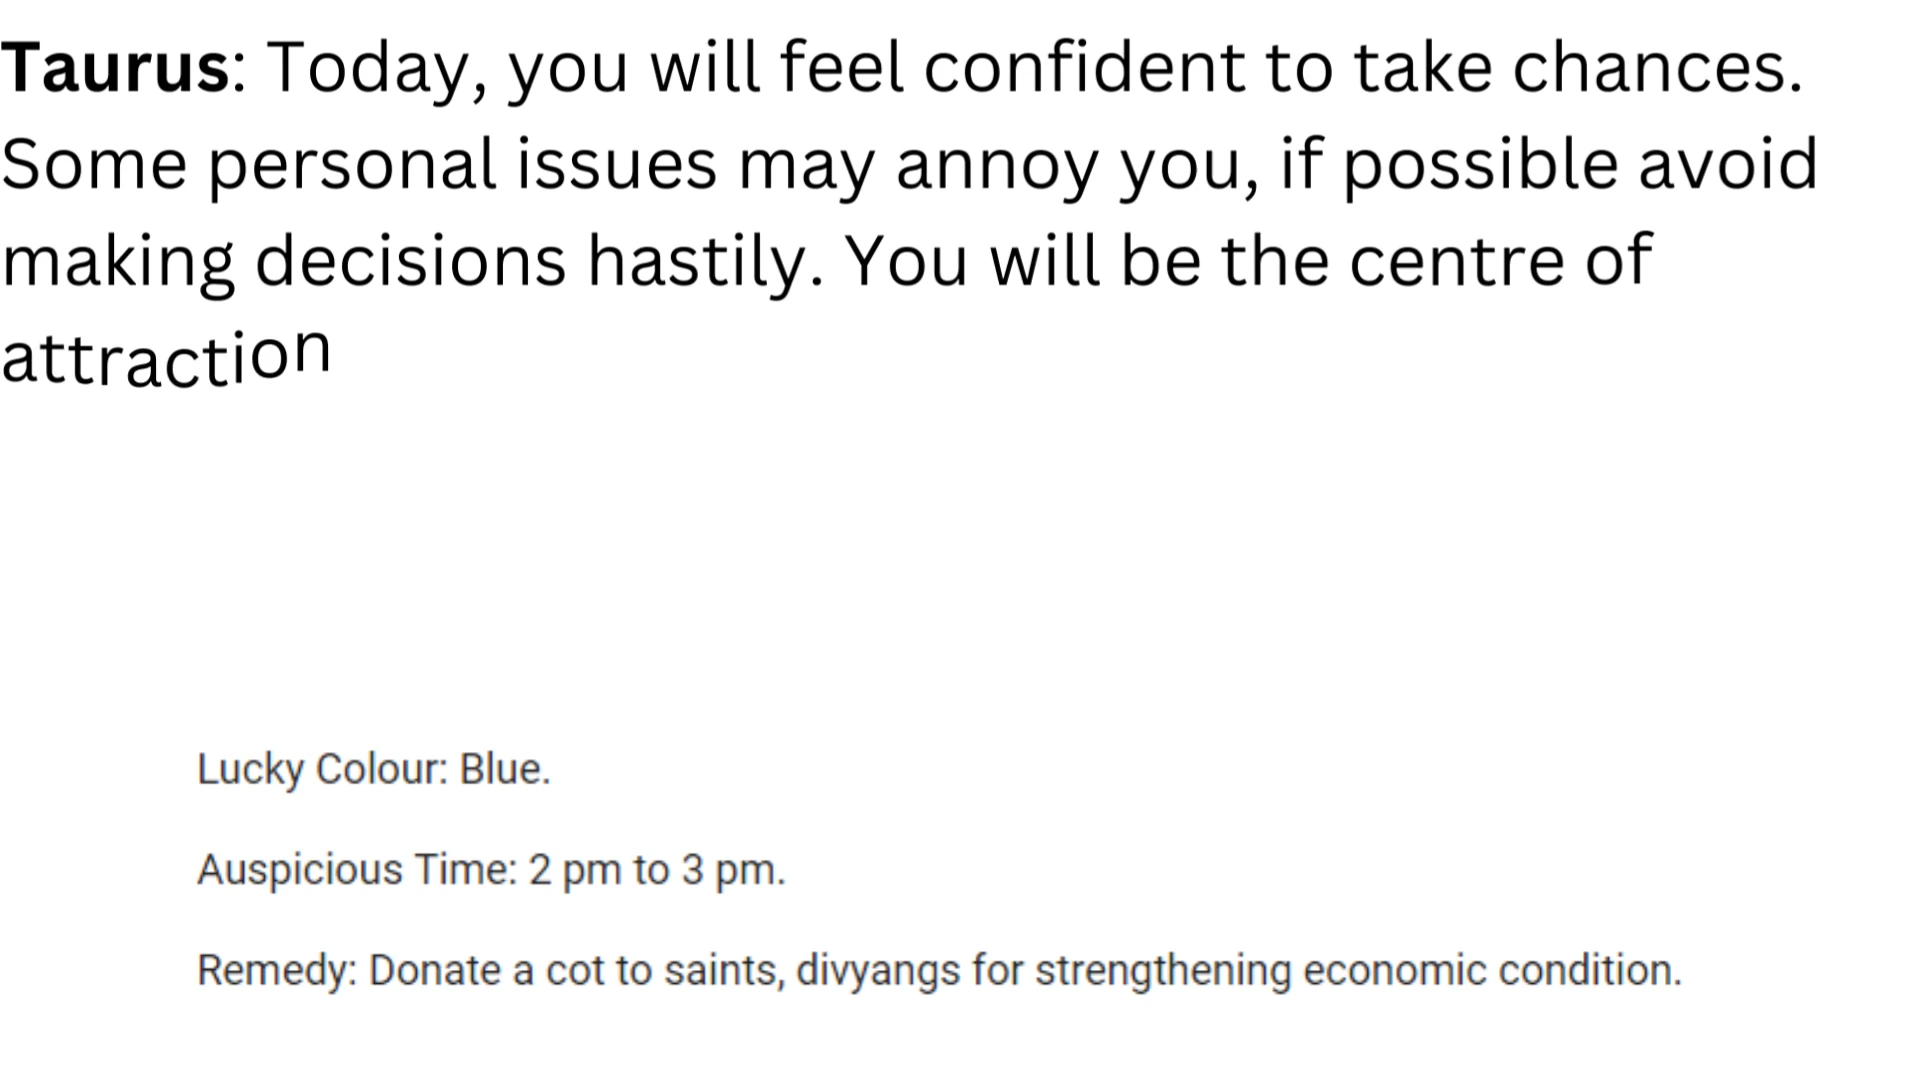 Taurus: Today, you will feel confident to take chances.
Some personal issues may annoy you, if possible avoid
making decisions hastily. You will be the centre of
attraction
Lucky Colour: Blue.
Auspicious Time: 2 pm to 3 pm.
Remedy: Donate a cot to saints, divyangs for strengthening economic condition.